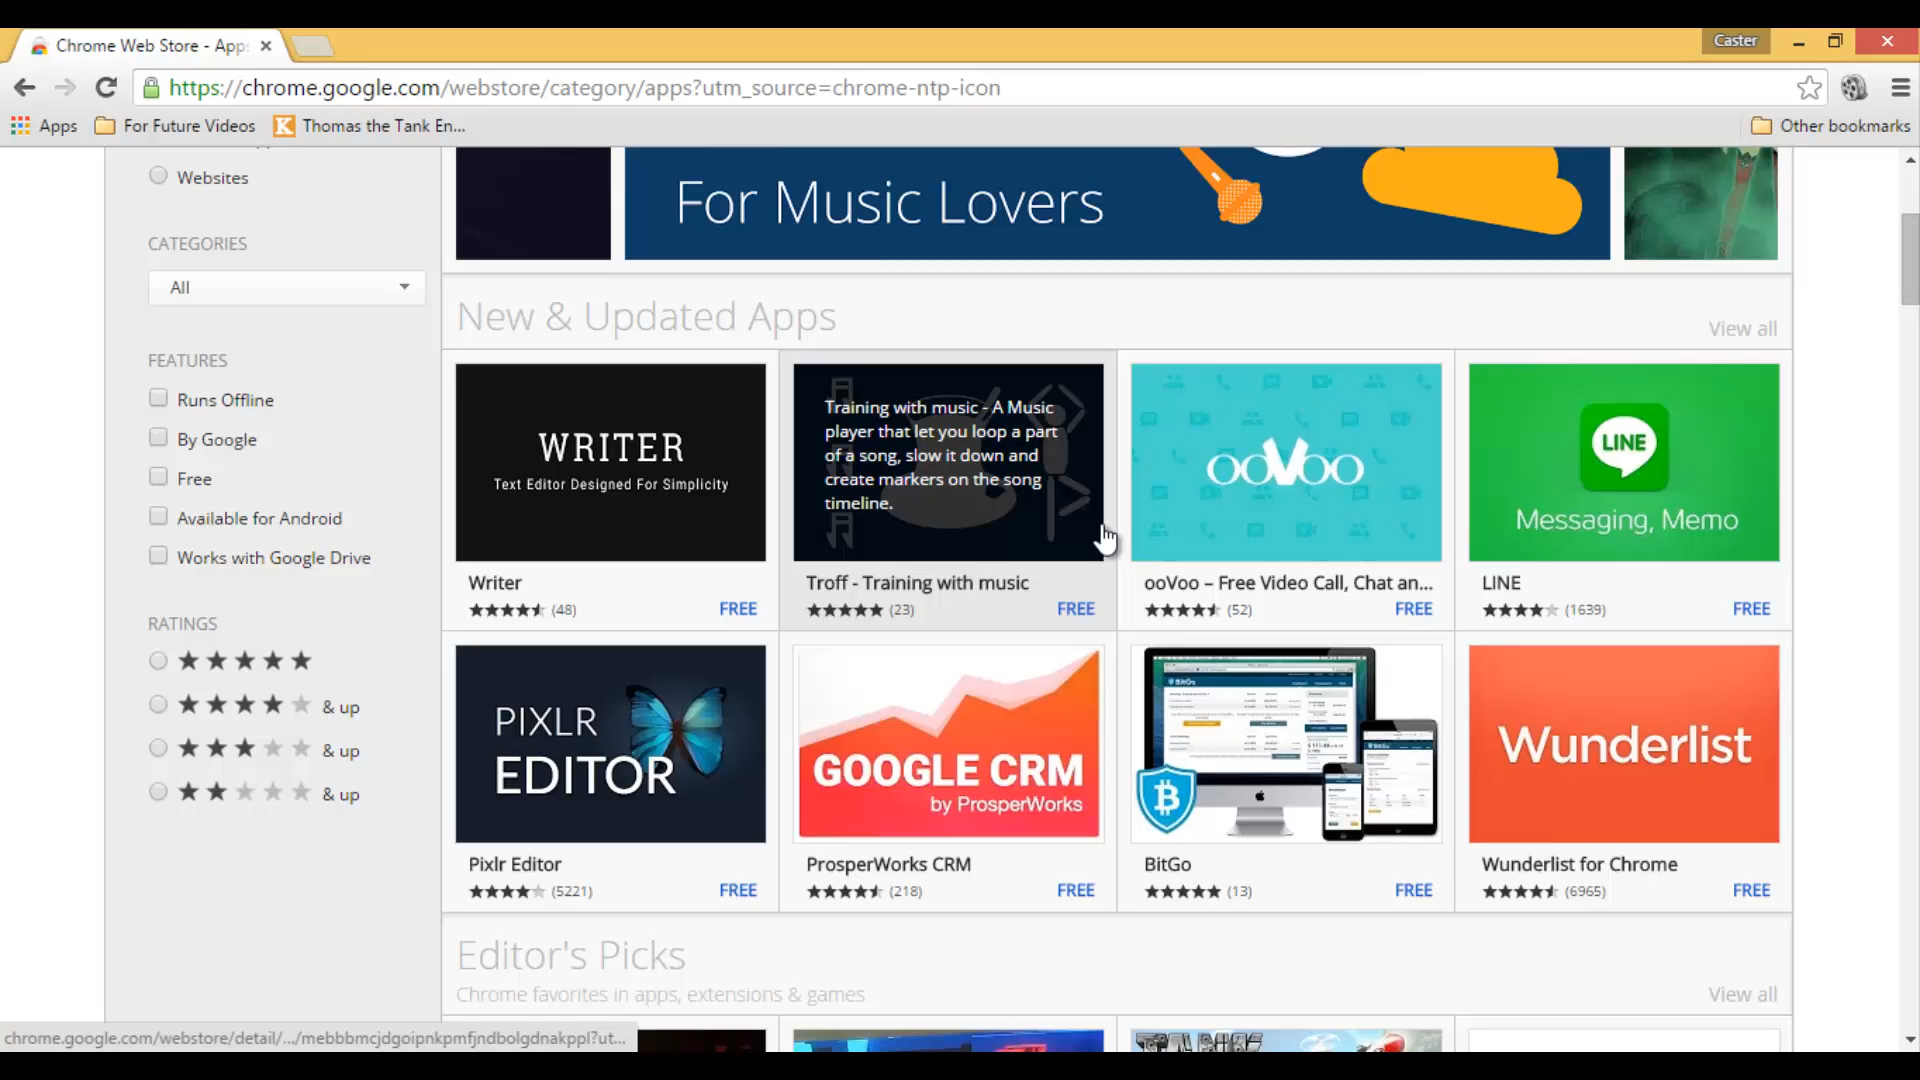 Chrome Web Store - App
Caster
https://chrome.google.com/webstore/category/apps?utm_source=chrome-ntp-icon
Apps
For Future Videos
Thomas the Tank En...
Other bookmarks
Websites
CATEGORIES
All
FEATURES
Runs Offline
By Google
Free
Available for Android
Works with Google Drive
RATINGS
& up
& up
& up
For Music Lovers
New & Updated Apps
View all
WRITER
Text Editor Designed For Simplicity
Writer
(48)
FREE
Training with music - A Music
player that let you loop a part
of a song, slow it down and
create markers on the song
timeline.
Troff - Training with music
(23)
FREE
ooVoo
ooVoo – Free Video Call, Chat an...
(52)
FREE
LINE
Messaging, Memo
LINE
(1639)
FREE
PIXLR
EDITOR
Pixlr Editor
(5221)
FREE
GOOGLE CRM
by ProsperWorks
ProsperWorks CRM
(218)
FREE
BitGo
BitGo
(13)
FREE
Wunderlist
Wunderlist for Chrome
(6965)
FREE
Editor's Picks
Chrome favorites in apps, extensions & games
View all
TANK
chrome.google.com/webstore/detail/.../mebbbmcjdgoipnkpmfjndbolgdnakppl?ut...